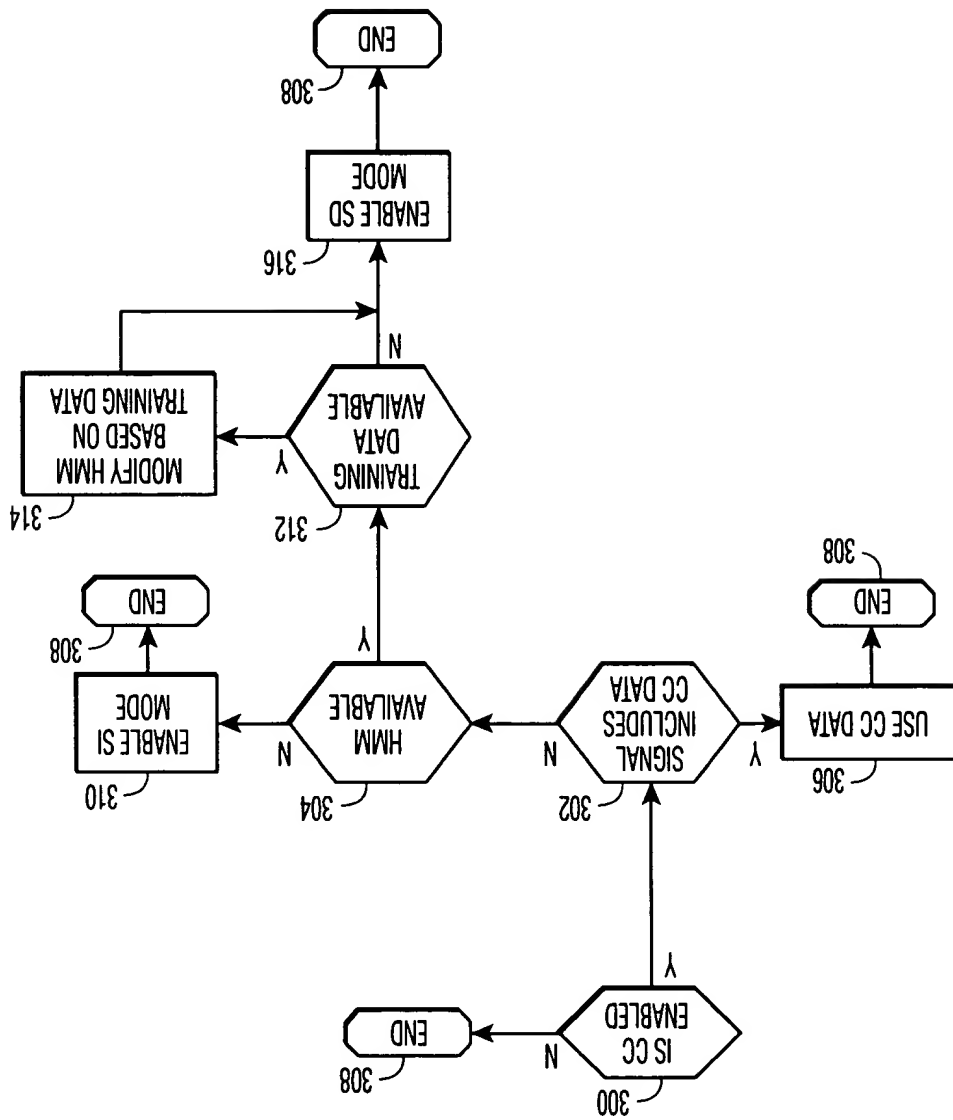 300
IS CC
ENABLED
N
308
END
Y
306
USE CC DATA
Y
302
SIGNAL
INCLUDES
CC DATA
N
304
HMM
AVAILABLE
N
310
ENABLE SI
MODE
308
END
308
END
Y
312
TRAINING
DATA
AVAILABLE
Y
314
MODIFY HMM
BASED ON
TRAINING DATA
N
316
ENABLE SD
MODE
308
END